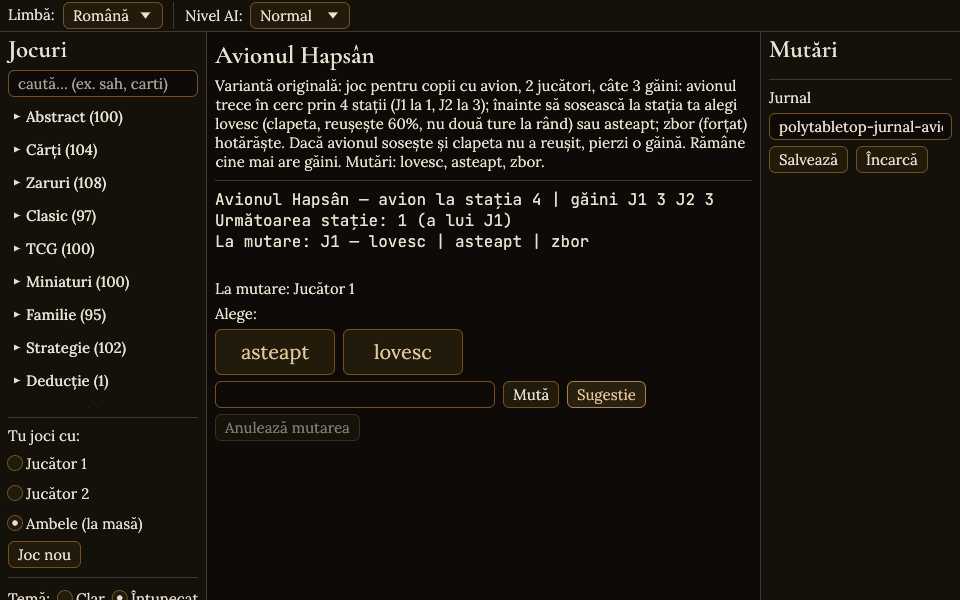 Limbă: Română ▼ Nivel AI: Normal ▼
Jocuri
caută... (ex. sah, carti)
▸ Abstract (100)
▸ Cărți (104)
▸ Zaruri (108)
▸ Clasic (97)
▸ TCG (100)
▸ Miniaturi (100)
▸ Familie (95)
▸ Strategie (102)
▸ Deducție (1)
Tu joci cu:
Jucător 1
Jucător 2
Ambele (la masă)
Joc nou
Temă: Clar Întunecat
Avionul Hapsân
Variantă originală: joc pentru copii cu avion, 2 jucători, câte 3 găini: avionul
trece în cerc prin 4 stații (J1 la 1, J2 la 3); înainte să sosească la stația ta alegi
lovesc (clapeta, reușește 60%, nu două ture la rând) sau asteapt; zbor (forțat)
hotărăște. Dacă avionul sosește și clapeta nu a reușit, pierzi o găină. Rămâne
cine mai are găini. Mutări: lovesc, asteapt, zbor.
Avionul Hapsân — avion la stația 4 | găini J1 3 J2 3
Următoarea stație: 1 (a lui J1)
La mutare: J1 — lovesc | asteapt | zbor
La mutare: Jucător 1
Alege:
asteapt lovesc
Mută Sugestie
Anulează mutarea
Mutări
Jurnal
polytabletop-jurnal-avi
Salvează Încarcă